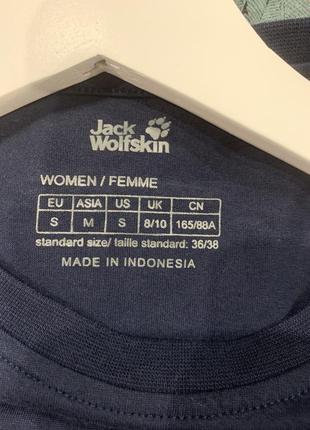 Jack
Wolfskin
WOMEN / FEMME
EU ASIA US UK CN
S M S 8/10 165/88A
standard size/ taille standard: 36/38
MADE IN INDONESIA